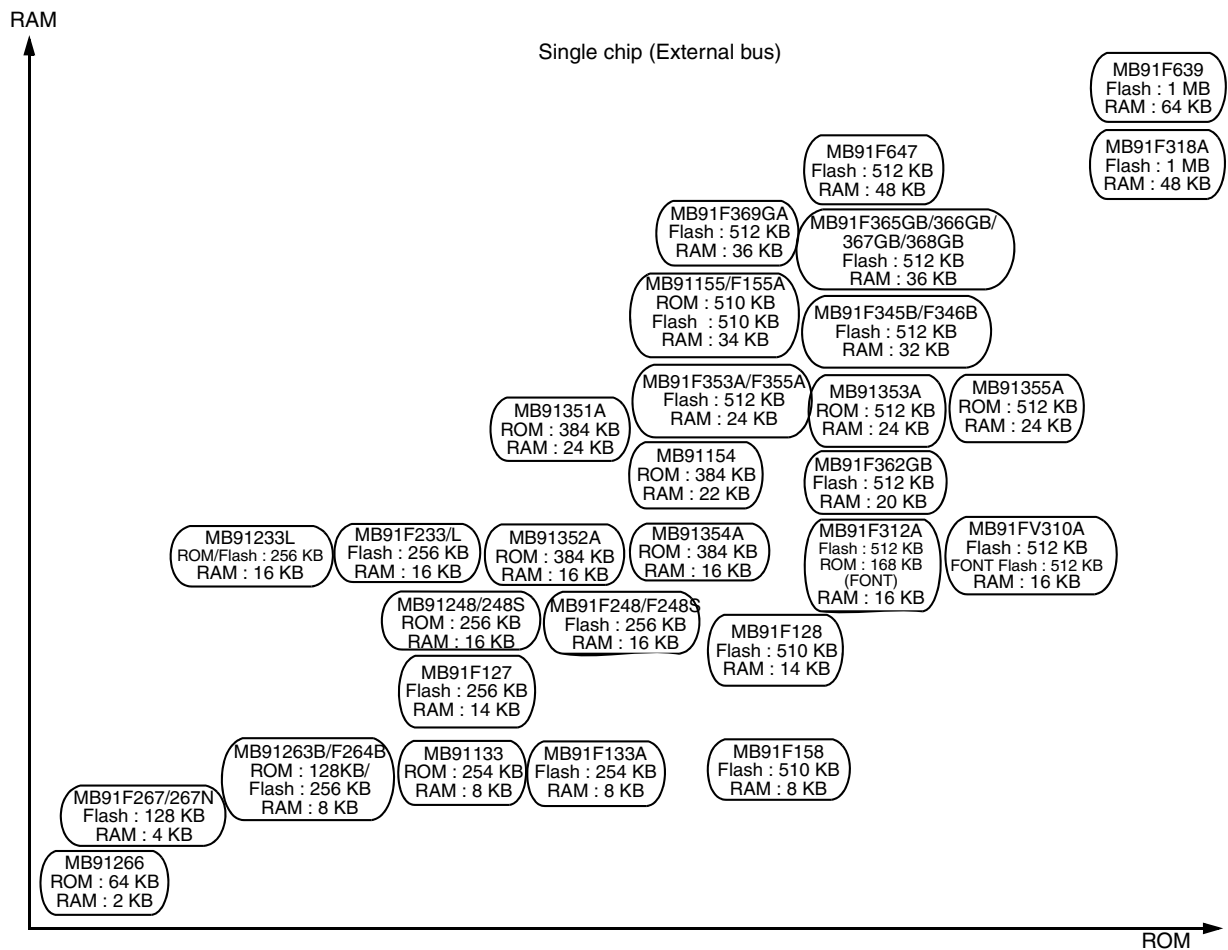 RAM
Single chip (External bus)
MB91F639
Flash : 1 MB
RAM : 64 KB
MB91F318A
Flash : 1 MB
RAM : 48 KB
MB91F647
Flash : 512 KB
RAM : 48 KB
MB91F369GA
Flash : 512 KB
RAM : 36 KB
MB91F365GB/366GB/
367GB/368GB
Flash : 512 KB
RAM : 36 KB
MB91155/F155A
ROM : 510 KB
Flash : 510 KB
RAM : 34 KB
MB91F345B/F346B
Flash : 512 KB
RAM : 32 KB
MB91351A
ROM : 384 KB
RAM : 24 KB
MB91F353A/F355A
Flash : 512 KB
RAM : 24 KB
MB91353A
ROM : 512 KB
RAM : 24 KB
MB91355A
ROM : 512 KB
RAM : 24 KB
MB91154
ROM : 384 KB
RAM : 22 KB
MB91F362GB
Flash : 512 KB
RAM : 20 KB
MB91233L
ROM/Flash : 256 KB
RAM : 16 KB
MB91F233/L
Flash : 256 KB
RAM : 16 KB
MB91352A
ROM : 384 KB
RAM : 16 KB
MB91354A
ROM : 384 KB
RAM : 16 KB
MB91F312A
Flash : 512 KB
ROM : 168 KB
(FONT)
RAM : 16 KB
MB91FV310A
Flash : 512 KB
FONT Flash : 512 KB
RAM : 16 KB
MB91248/248S
ROM : 256 KB
RAM : 16 KB
MB91F248/F248S
Flash : 256 KB
RAM : 16 KB
MB91F128
Flash : 510 KB
RAM : 14 KB
MB91F127
Flash : 256 KB
RAM : 14 KB
MB91263B/F264B
ROM : 128KB/
Flash : 256 KB
RAM : 8 KB
MB91133
ROM : 254 KB
RAM : 8 KB
MB91F133A
Flash : 254 KB
RAM : 8 KB
MB91F158
Flash : 510 KB
RAM : 8 KB
MB91F267/267N
Flash : 128 KB
RAM : 4 KB
MB91266
ROM : 64 KB
RAM : 2 KB
ROM